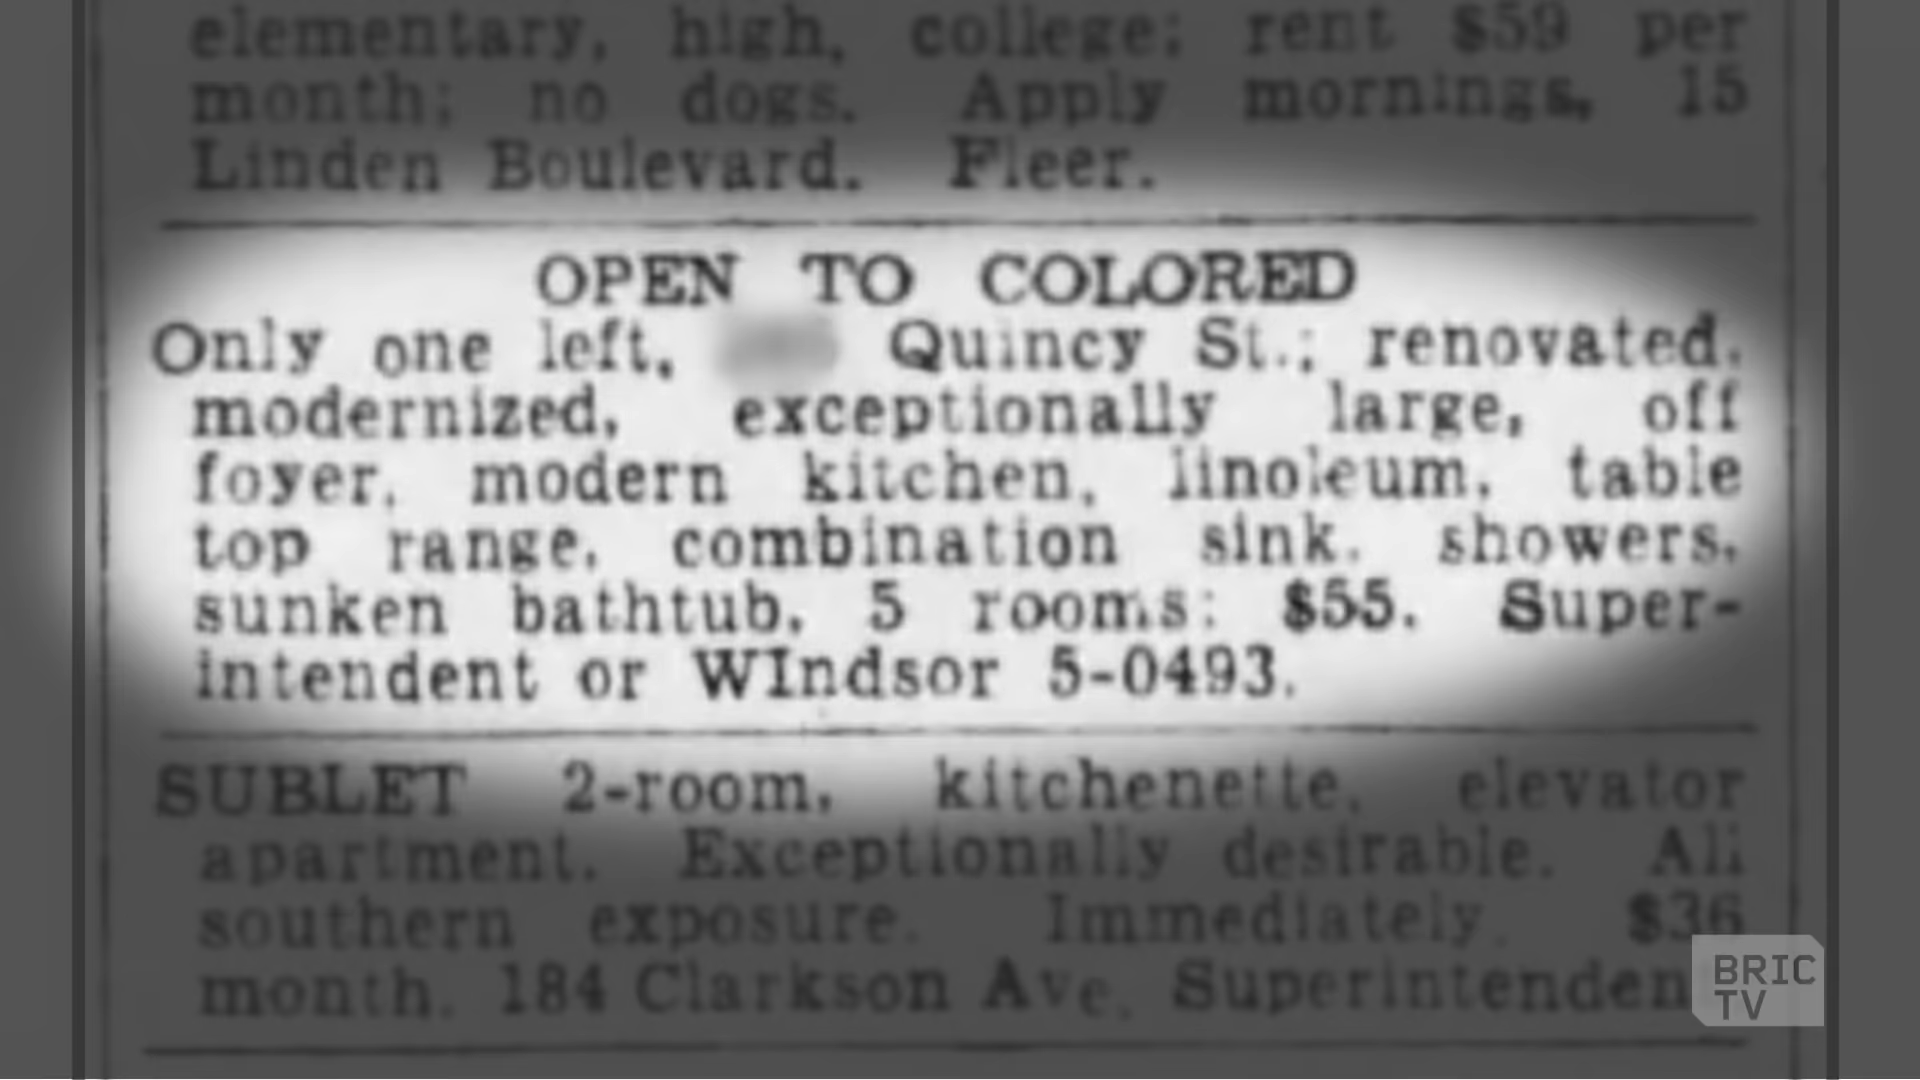 elementary, high, college; rent $59 per
month; no dogs. Apply mornings, 15
Linden Boulevard. Fleer.
OPEN TO COLORED
Only one left, Quincy St.; renovated,
modernized, exceptionally large, off
foyer, modern kitchen, linoleum, table
top range, combination sink, showers,
sunken bathtub, 5 rooms; $55. Super-
intendent or WIndsor 5-0493.
SUBLET 2-room, kitchenette, elevator
apartment. Exceptionally desirable. All
southern exposure. Immediately. $36
month. 184 Clarkson Ave. Superintenden
BRIC
TV